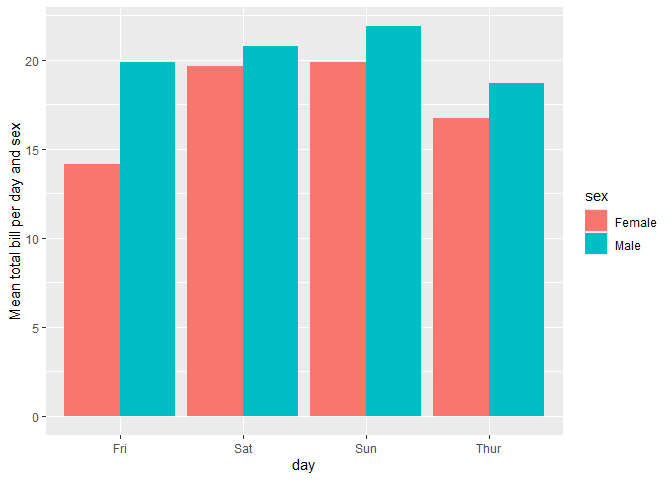 Mean total bill per day and sex
20
15
10
5
0
Fri Sat Sun Thur
day
sex
Female
Male